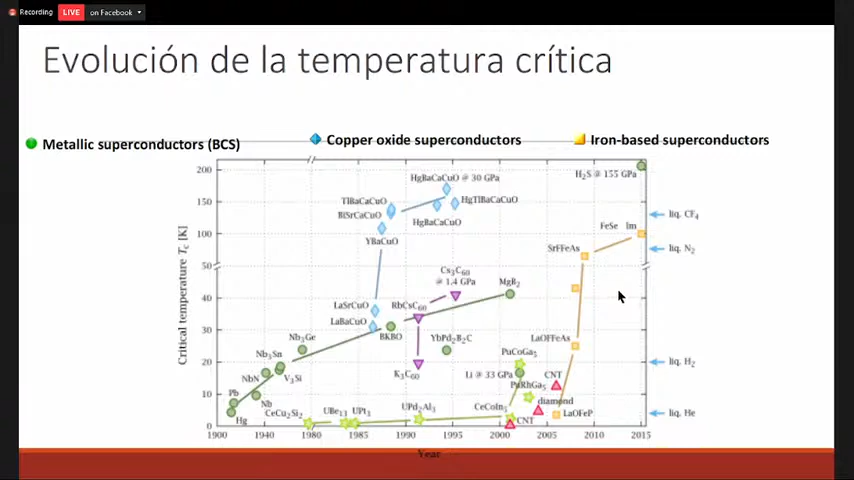 Recording
LIVE on Facebook
Evolución de la temperatura crítica
Metallic superconductors (BCS)
Copper oxide superconductors
Iron-based superconductors
Critical temperature Tc [K]
200
150
100
50
40
30
20
10
0
H2S @ 155 GPa
HgBaCaCuO @ 30 GPa
TlBaCaCuO
HgTlBaCaCuO
BiSrCaCuO
HgBaCaCuO
YBaCuO
FeSe lm
SrFFeAs
liq. CF4
liq. N2
liq. H2
liq. He
Cs3C60
@ 1.4 GPa
MgB2
LaSrCuO
RbCsC60
LaBaCuO
BKBO
YbPd2B2C
LaOFFeAs
Nb3Ge
Nb3Sn
NbN
V3Si
K3C60
Li @ 33 GPa
PuCoGa5
PuRhGa5
CNT
Pb
Nb
Hg
diamond
CeCu2Si2
UBe13
UPt3
UPd2Al3
CeCoIn5
CNT
LaOFeP
1900
1940
1980
1985
1990
1995
2000
2005
2010
2015
Year